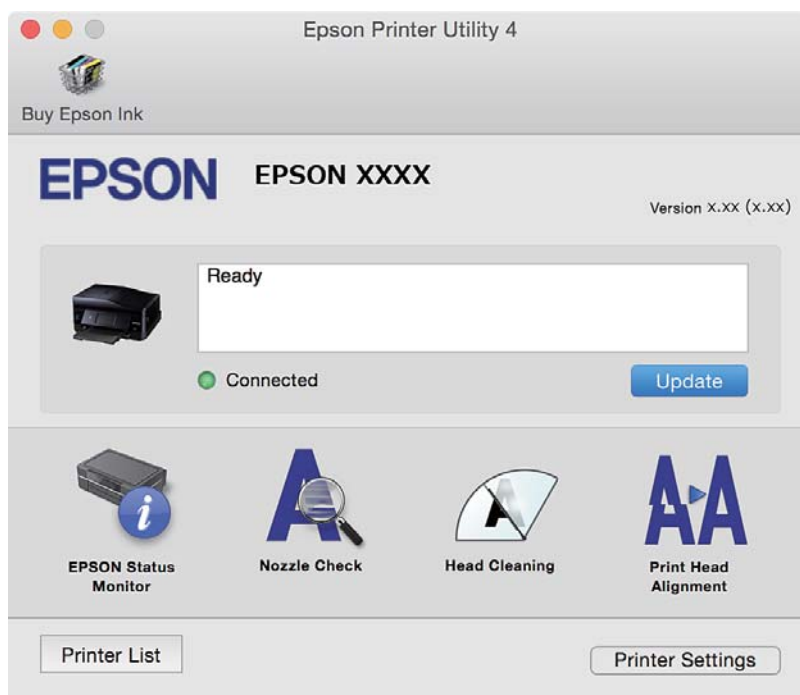 Epson Printer Utility 4
Buy Epson Ink
EPSON
EPSON XXXX
Version X.XX (X.XX)
Ready
Connected
Update
EPSON Status
Monitor
Nozzle Check
Head Cleaning
Print Head
Alignment
Printer List
Printer Settings